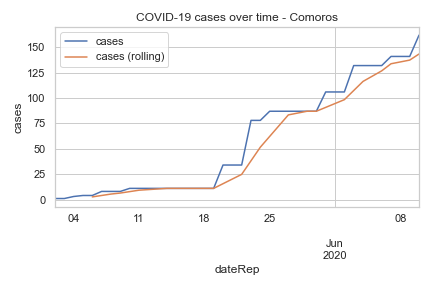 COVID-19 cases over time - Comoros
cases
cases (rolling)
150
125
100
75
50
25
0
cases
04
11
18
25
08
Jun
2020
dateRep